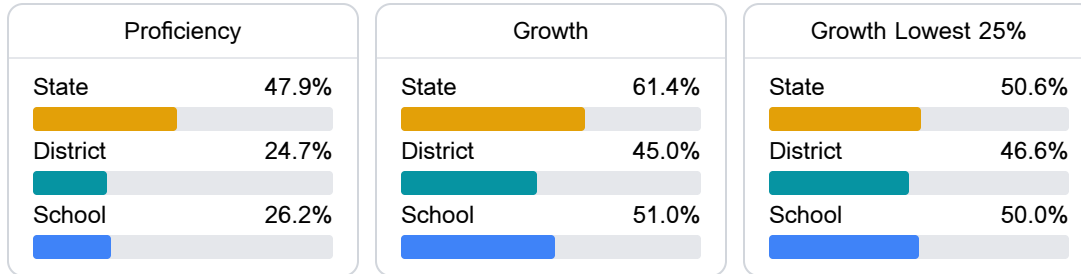 Proficiency
State 47.9%
District 24.7%
School 26.2%
Growth
State 61.4%
District 45.0%
School 51.0%
Growth Lowest 25%
State 50.6%
District 46.6%
School 50.0%